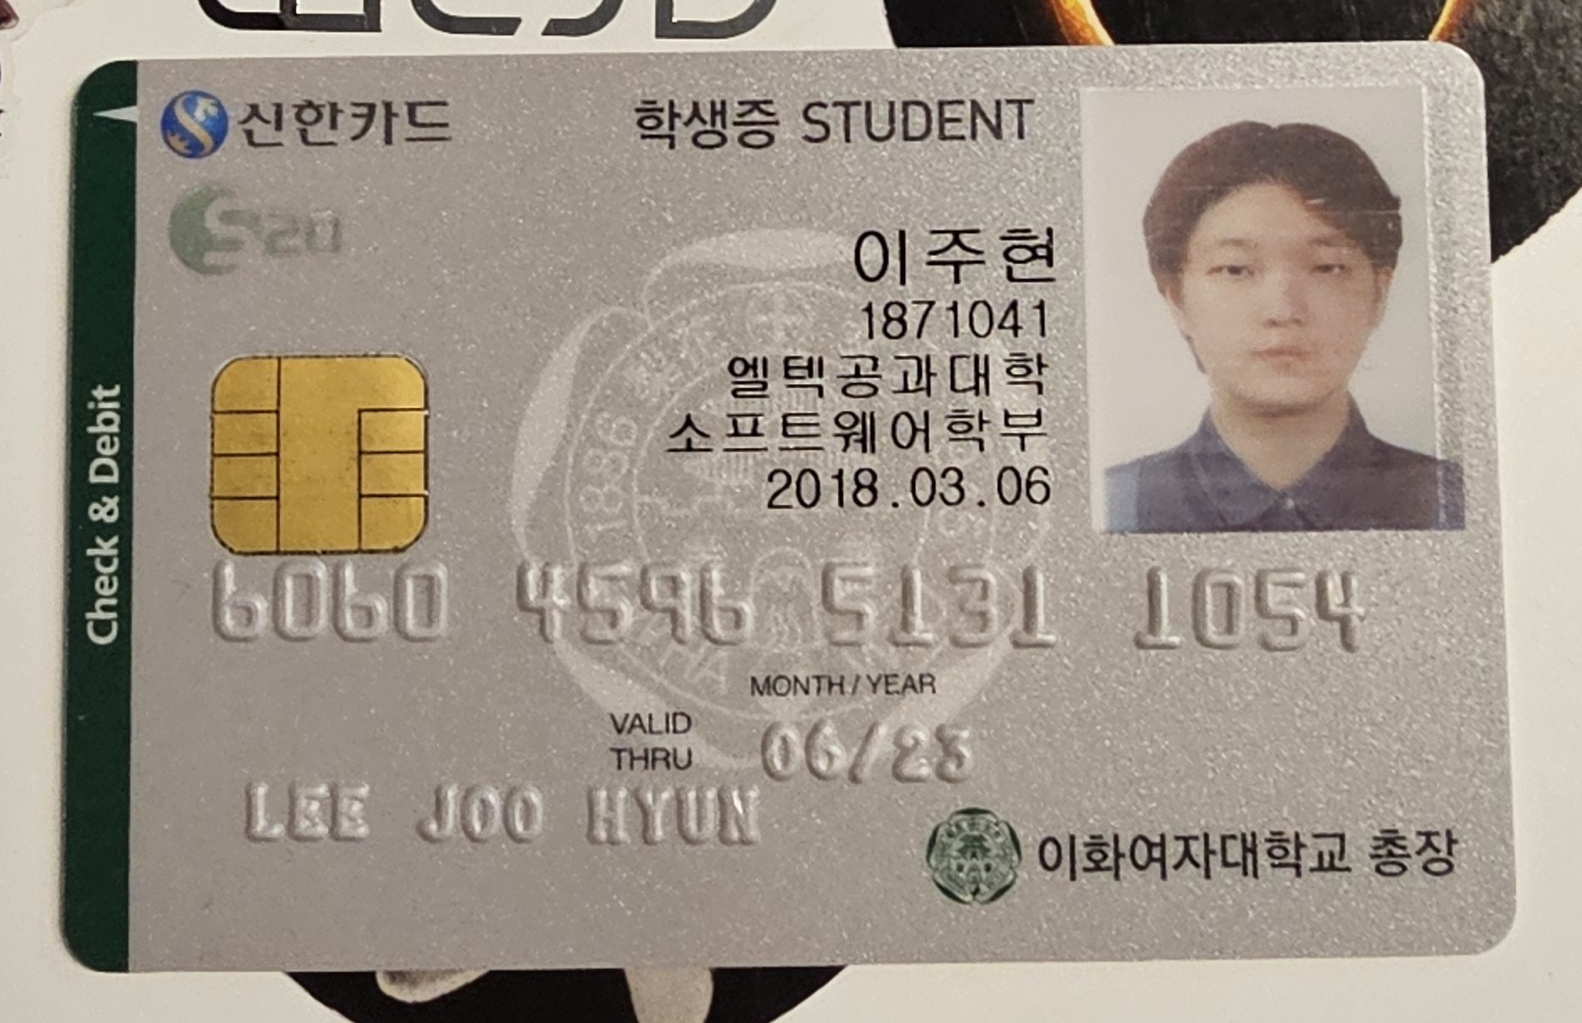 신한카드
학생증 STUDENT
S20
이주현
1871041
엘텍공과대학
소프트웨어학부
2018.03.06
Check & Debit
1886
6060 4596 5131 1054
MONTH/YEAR
VALID THRU 06/23
LEE JOO HYUN
이화여자대학교 총장